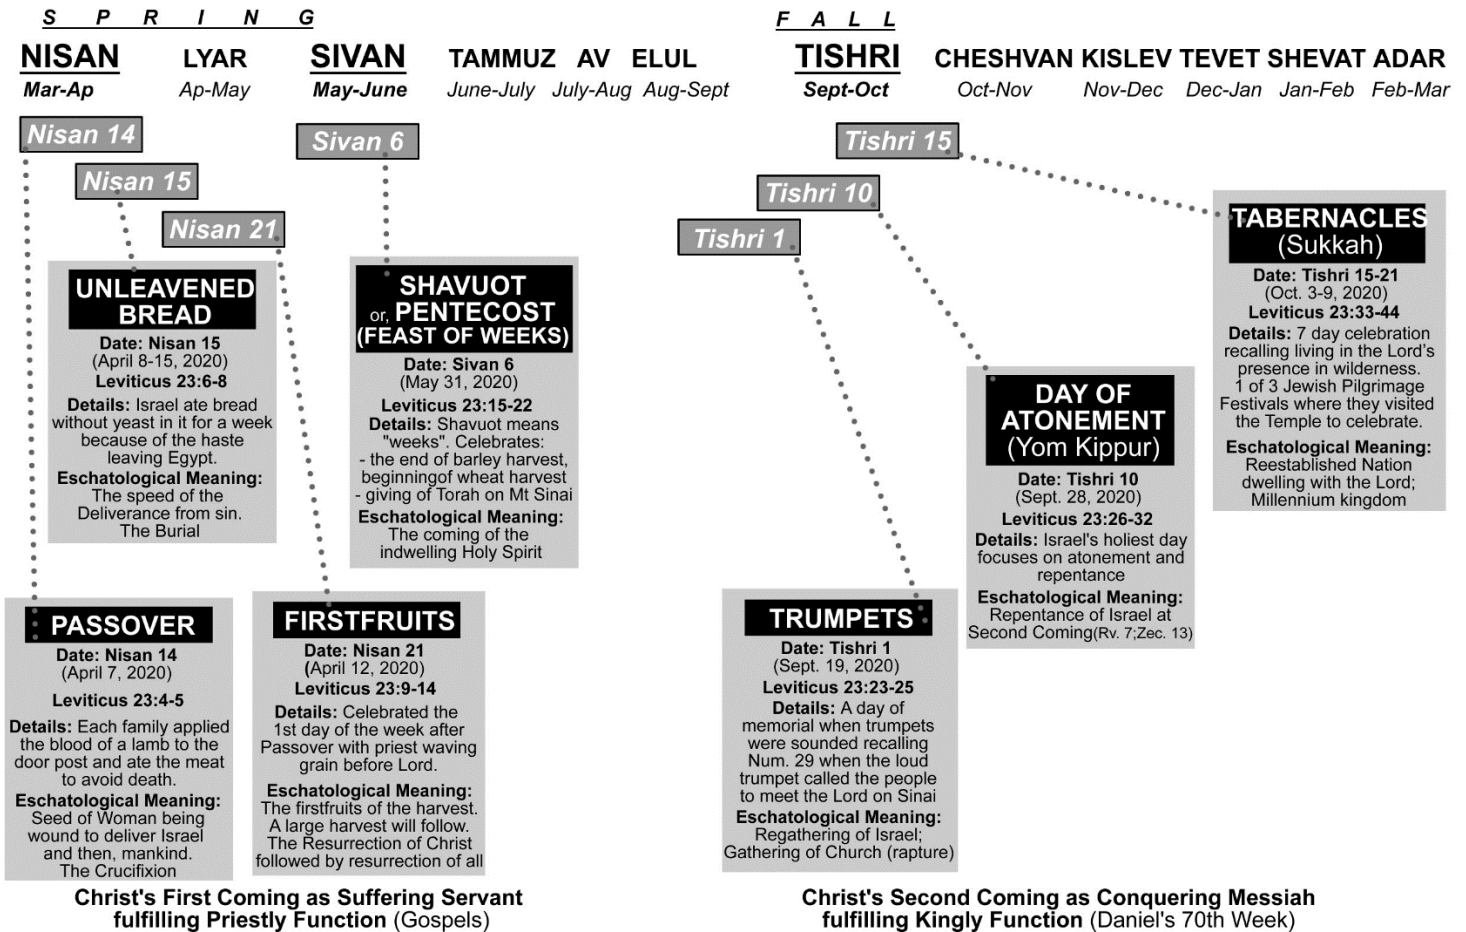 S P R I N G
F A L L
NISAN LYAR SIVAN TAMMUZ AV ELUL TISHRI CHESHVAN KISLEV TEVET SHEVAT ADAR
Mar-Ap Ap-May May-June June-July July-Aug Aug-Sept Sept-Oct Oct-Nov Nov-Dec Dec-Jan Jan-Feb Feb-Mar
Nisan 14
Nisan 15
Nisan 21
Sivan 6
Tishri 15
Tishri 10
Tishri 1
UNLEAVENED
BREAD
Date: Nisan 15
(April 8-15, 2020)
Leviticus 23:6-8
Details: Israel ate bread
without yeast in it for a week
because of the haste
leaving Egypt.
Eschatological Meaning:
The speed of the
Deliverance from sin.
The Burial
SHAVUOT
or, PENTECOST
(FEAST OF WEEKS)
Date: Sivan 6
(May 31, 2020)
Leviticus 23:15-22
Details: Shavuot means
"weeks". Celebrates:
- the end of barley harvest,
beginningof wheat harvest
- giving of Torah on Mt Sinai
Eschatological Meaning:
The coming of the
indwelling Holy Spirit
PASSOVER
Date: Nisan 14
(April 7, 2020)
Leviticus 23:4-5
Details: Each family applied
the blood of a lamb to the
door post and ate the meat
to avoid death.
Eschatological Meaning:
Seed of Woman being
wound to deliver Israel
and then, mankind.
The Crucifixion
FIRSTFRUITS
Date: Nisan 21
(April 12, 2020)
Leviticus 23:9-14
Details: Celebrated the
1st day of the week after
Passover with priest waving
grain before Lord.
Eschatological Meaning:
The firstfruits of the harvest.
A large harvest will follow.
The Resurrection of Christ
followed by resurrection of all
TRUMPETS
Date: Tishri 1
(Sept. 19, 2020)
Leviticus 23:23-25
Details: A day of
memorial when trumpets
were sounded recalling
Num. 29 when the loud
trumpet called the people
to meet the Lord on Sinai
Eschatological Meaning:
Regathering of Israel;
Gathering of Church (rapture)
DAY OF
ATONEMENT
(Yom Kippur)
Date: Tishri 10
(Sept. 28, 2020)
Leviticus 23:26-32
Details: Israel's holiest day
focuses on atonement and
repentance
Eschatological Meaning:
Repentance of Israel at
Second Coming(Rv. 7;Zec. 13)
TABERNACLES
(Sukkah)
Date: Tishri 15-21
(Oct. 3-9, 2020)
Leviticus 23:33-44
Details: 7 day celebration
recalling living in the Lord's
presence in wilderness.
1 of 3 Jewish Pilgrimage
Festivals where they visited
the Temple to celebrate.
Eschatological Meaning:
Reestablished Nation
dwelling with the Lord;
Millennium kingdom
Christ's First Coming as Suffering Servant
fulfilling Priestly Function (Gospels)
Christ's Second Coming as Conquering Messiah
fulfilling Kingly Function (Daniel's 70th Week)